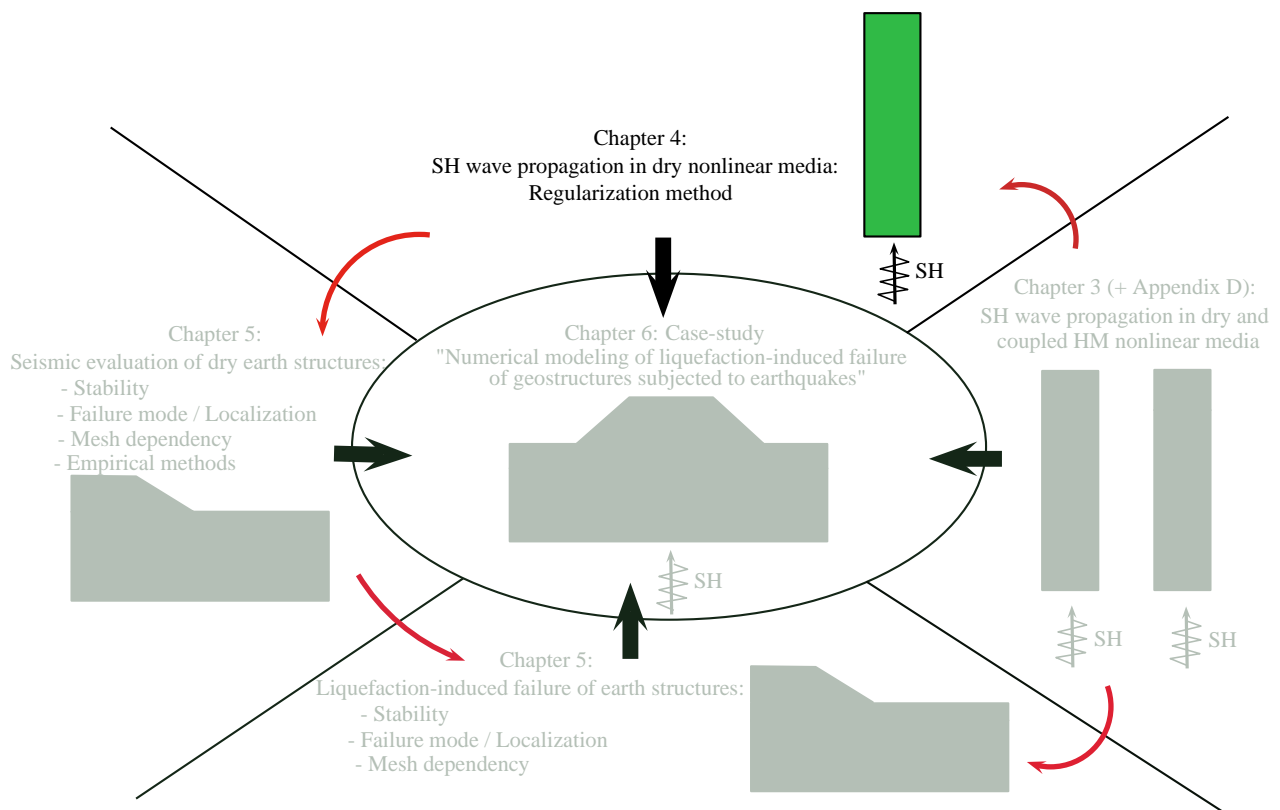 Chapter 4:
SH wave propagation in dry nonlinear media:
Regularization method
SH
Chapter 3 (+ Appendix D):
SH wave propagation in dry and
coupled HM nonlinear media
SH
SH
Chapter 5:
Seismic evaluation of dry earth structures:
- Stability
- Failure mode / Localization
- Mesh dependency
- Empirical methods
Chapter 6: Case-study
"Numerical modeling of liquefaction-induced failure
of geostructures subjected to earthquakes"
SH
Chapter 5:
Liquefaction-induced failure of earth structures:
- Stability
- Failure mode / Localization
- Mesh dependency